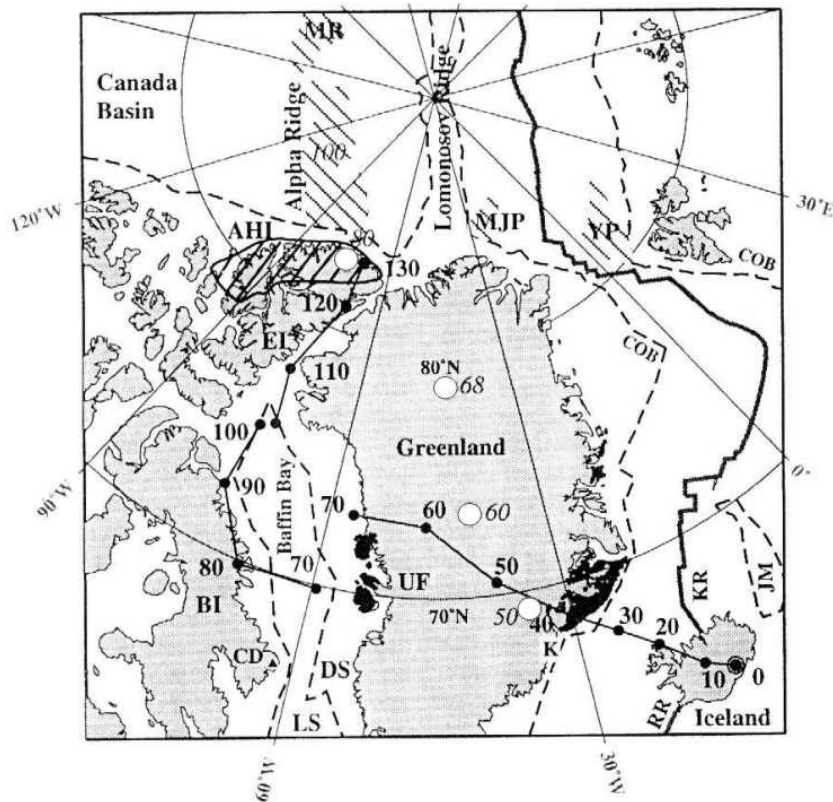 MR
Canada
Basin
Alpha Ridge
Lomonosov Ridge
100
120°W
30°E
AHI
80
MJP
YP
COB
130
120
EI
COB
110
80°N
68
100
Greenland
90°W
90
Baffin Bay
70
60
60
0°
80
70
UF
50
KR
JM
BI
70°N
50
40
30
20
CD
DS
K
10
0
LS
RR
Iceland
60°W
30°W